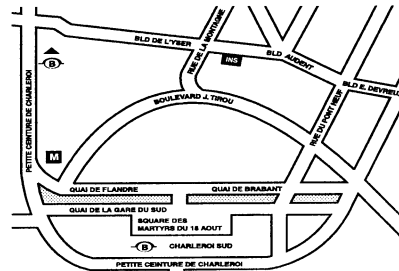 BLD DE L'YSER
RUE DE LA MONTAGNE
INS
BLD AUDENT
BLD E. DEVREUX
B
PETITE CEINTURE DE CHARLEROI
BOULEVARD J. TIROU
RUE DU PONT NEUF
M
QUAI DE FLANDRE
QUAI DE BRABANT
QUAI DE LA GARE DU SUD
SQUARE DES
MARTYRS DU 18 AOUT
B
CHARLEROI SUD
PETITE CEINTURE DE CHARLEROI